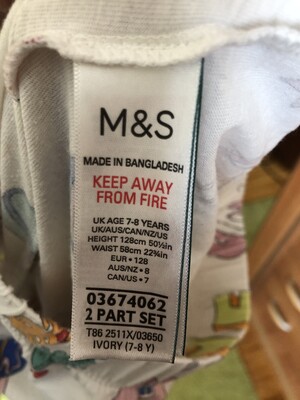 M&S
MADE IN BANGLADESH
KEEP AWAY
FROM FIRE
UK AGE 7-8 YEARS
UK/AUS/CAN/NZ/US
HEIGHT 128cm 50½in
WAIST 58cm 22¾in
EUR • 128
AUS/NZ • 8
CAN/US • 7
03674062
2 PART SET
T86 2511X/03650
IVORY (7-8 Y)